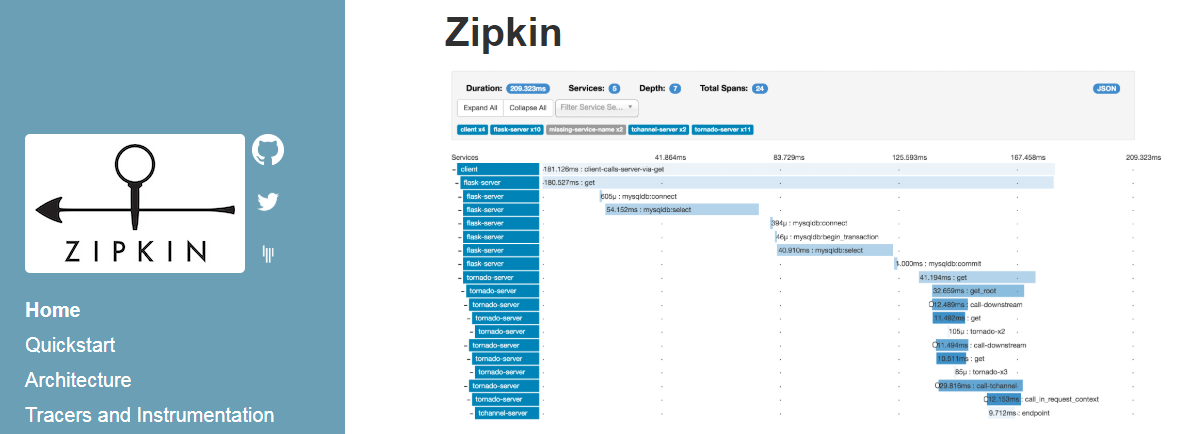 ZIPKIN
Home
Quickstart
Architecture
Tracers and Instrumentation
Zipkin
Duration: 209.323ms Services: 5 Depth: 7 Total Spans: 24 JSON
Expand All Collapse All Filter Service Se...
client x4 flask-server x10 missing-service-name x2 tchannel-server x2 tornado-server x11
Services 41.864ms 83.729ms 125.593ms 167.458ms 209.323ms
client 181.126ms : client-calls-server-via-get
flask-server 180.527ms : get
flask-server 605μ : mysqldb:connect
flask-server 54.152ms : mysqldb:select
flask-server 394μ : mysqldb:connect
flask-server 46μ : mysqldb:begin_transaction
flask-server 40.910ms : mysqldb:select
flask-server 1.000ms : mysqldb:commit
tornado-server 41.194ms : get
tornado-server 32.659ms : get_root
tornado-server 12.489ms : call-downstream
tornado-server 11.492ms : get
tornado-server 105μ : tornado-x2
tornado-server 11.494ms : call-downstream
tornado-server 10.511ms : get
tornado-server 85μ : tornado-x3
tornado-server 29.816ms : call-tchannel
tornado-server 12.153ms : call_in_request_context
tchannel-server 9.712ms : endpoint